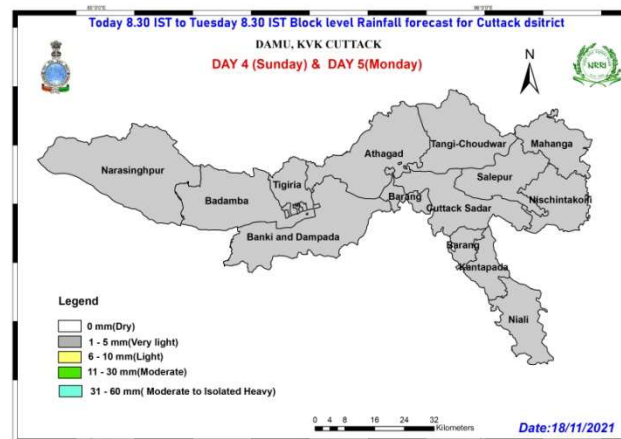 Today 8.30 IST to Tuesday 8.30 IST Block level Rainfall forecast for Cuttack dsitrict
DAMU, KVK CUTTACK
DAY 4 (Sunday) & DAY 5(Monday)
N
NRRI
Tangi-Choudwar
Mahanga
Athagad
Narasinghpur
Tigiria
Salepur
Badamba
Barang
Nischintakoili
Cuttack Sadar
Banki and Dampada
Barang
Kantapada
Niali
Legend
0 mm(Dry)
1 - 5 mm(Very light)
6 - 10 mm(Light)
11 - 30 mm(Moderate)
31 - 60 mm( Moderate to Isolated Heavy)
0 4 8 16 24 32
Kilometers
Date:18/11/2021